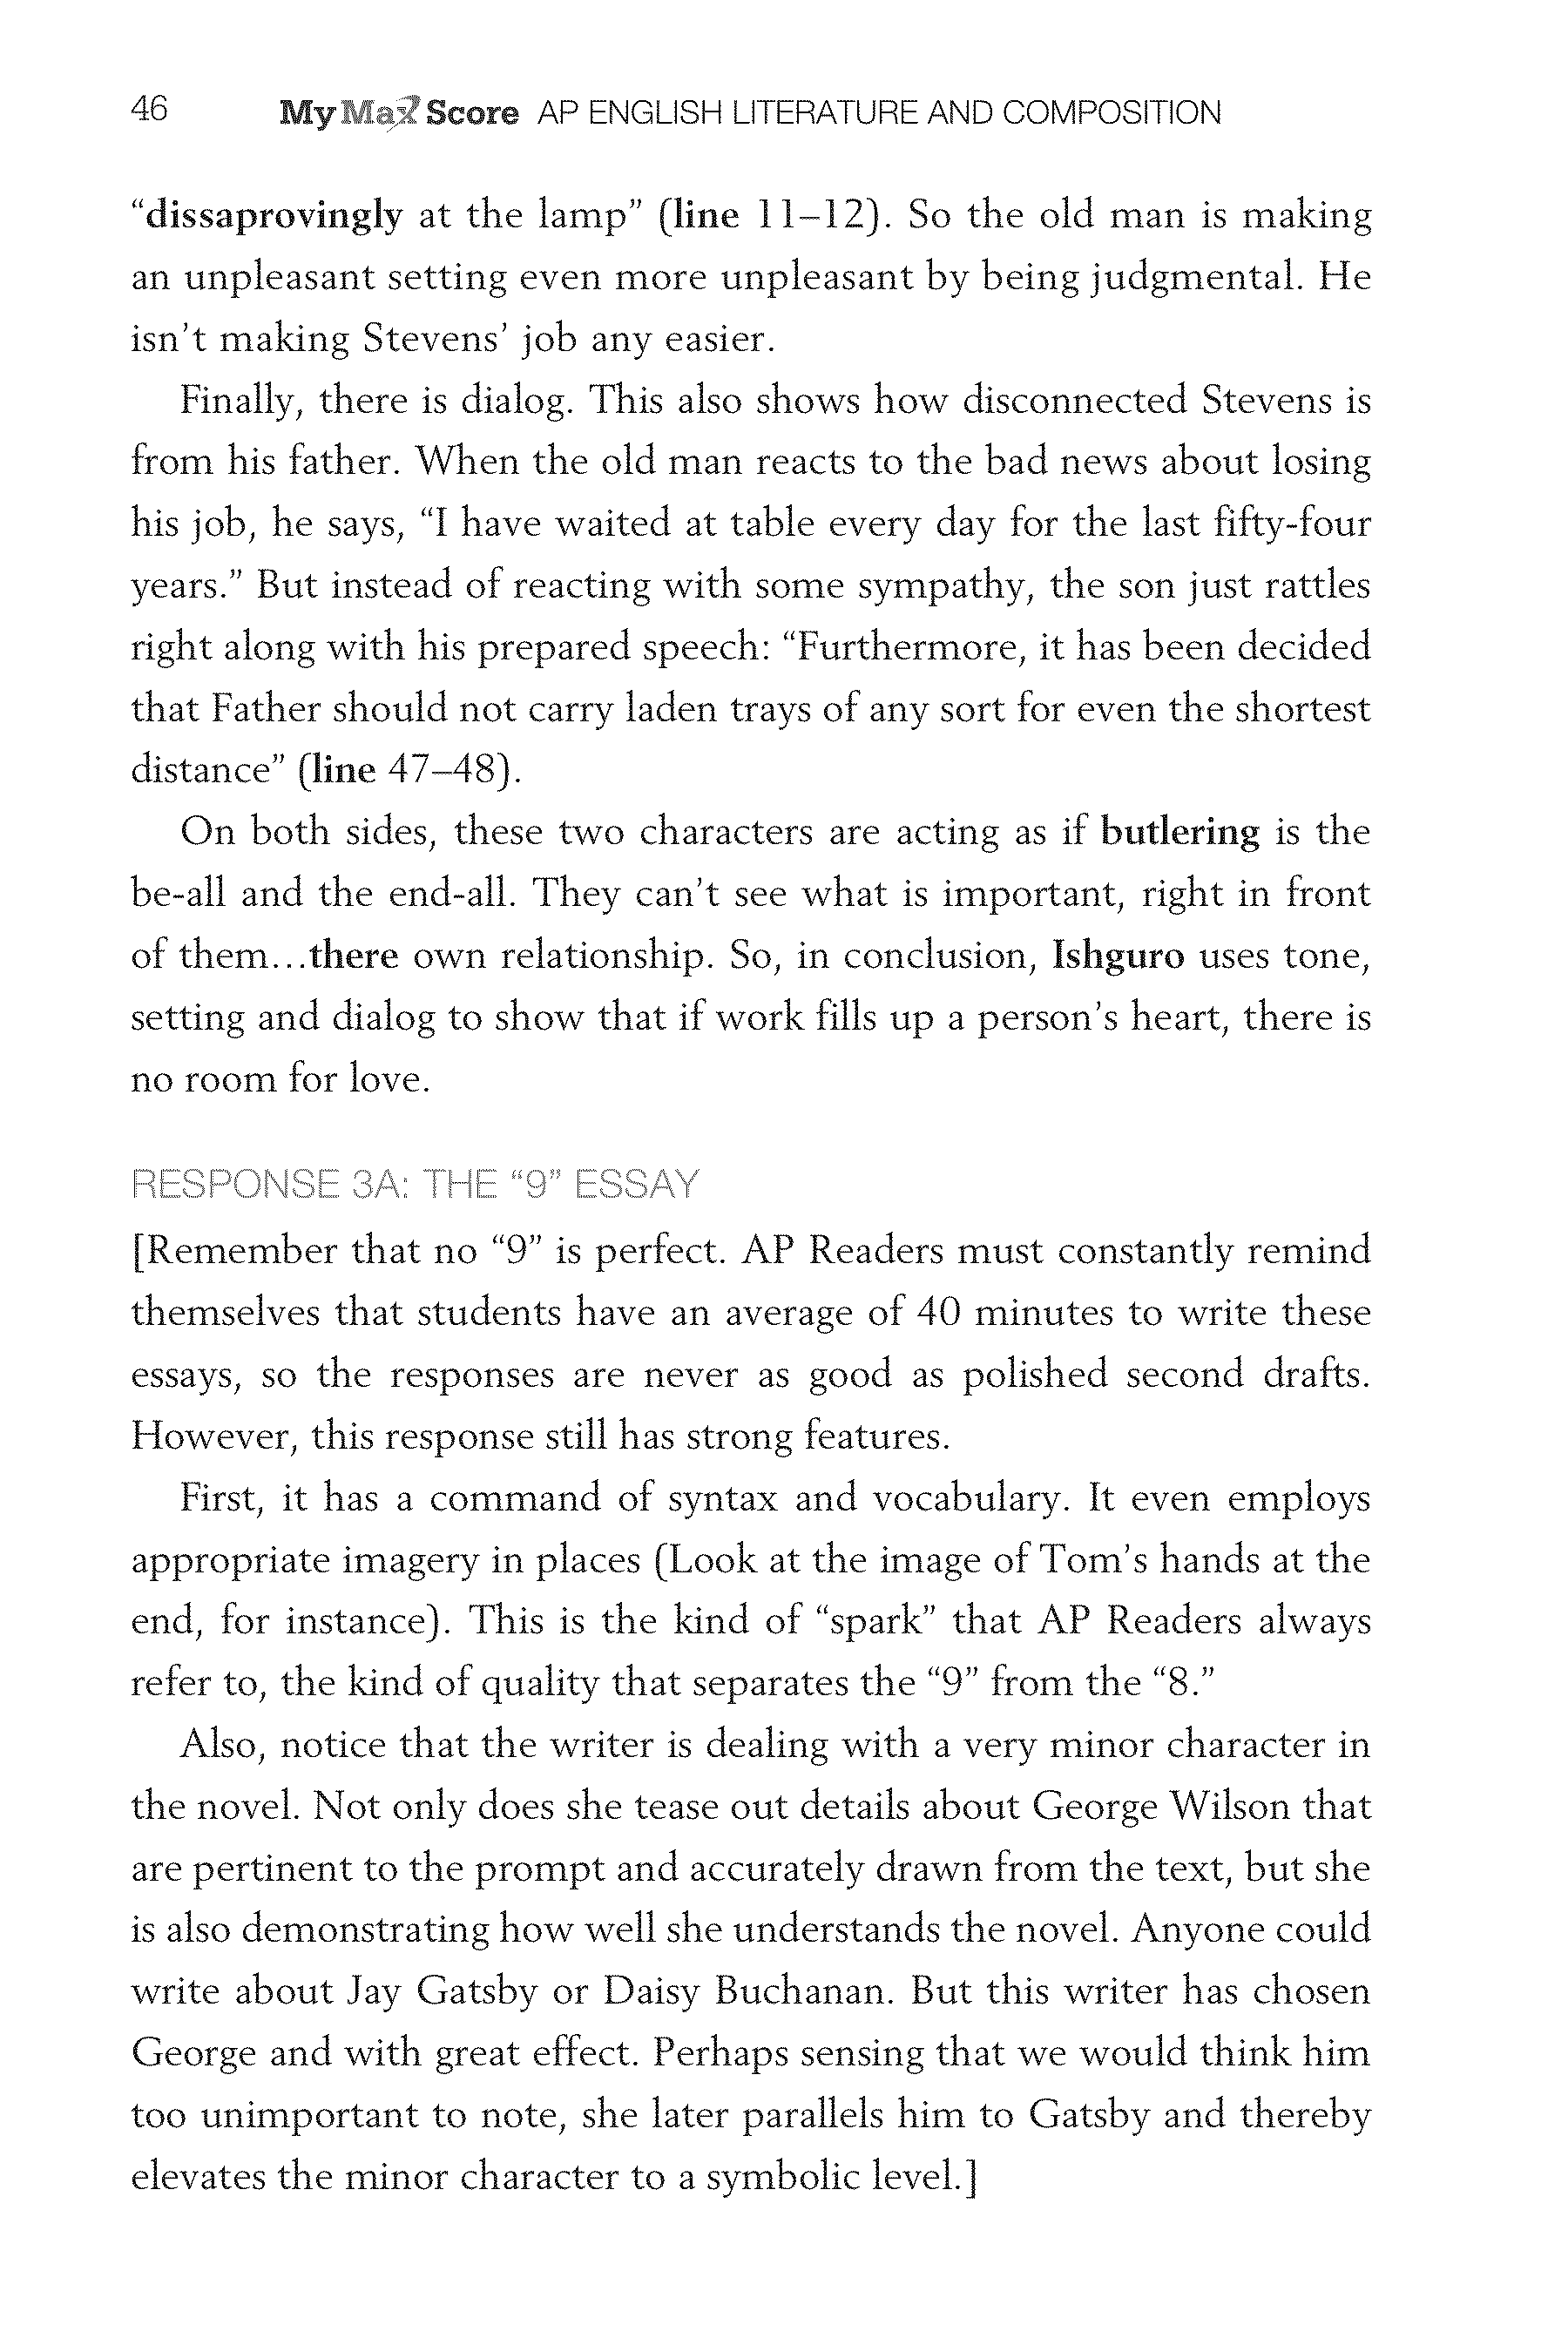 46 My Max Score AP ENGLISH LITERATURE AND COMPOSITION
“dissaprovingly at the lamp” (line 11–12). So the old man is making
an unpleasant setting even more unpleasant by being judgmental. He
isn’t making Stevens’ job any easier.
Finally, there is dialog. This also shows how disconnected Stevens is
from his father. When the old man reacts to the bad news about losing
his job, he says, “I have waited at table every day for the last fifty-four
years.” But instead of reacting with some sympathy, the son just rattles
right along with his prepared speech: “Furthermore, it has been decided
that Father should not carry laden trays of any sort for even the shortest
distance” (line 47–48).
On both sides, these two characters are acting as if butlering is the
be-all and the end-all. They can’t see what is important, right in front
of them...there own relationship. So, in conclusion, Ishguro uses tone,
setting and dialog to show that if work fills up a person’s heart, there is
no room for love.
RESPONSE 3A: THE “9” ESSAY
[Remember that no “9” is perfect. AP Readers must constantly remind
themselves that students have an average of 40 minutes to write these
essays, so the responses are never as good as polished second drafts.
However, this response still has strong features.
First, it has a command of syntax and vocabulary. It even employs
appropriate imagery in places (Look at the image of Tom’s hands at the
end, for instance). This is the kind of “spark” that AP Readers always
refer to, the kind of quality that separates the “9” from the “8.”
Also, notice that the writer is dealing with a very minor character in
the novel. Not only does she tease out details about George Wilson that
are pertinent to the prompt and accurately drawn from the text, but she
is also demonstrating how well she understands the novel. Anyone could
write about Jay Gatsby or Daisy Buchanan. But this writer has chosen
George and with great effect. Perhaps sensing that we would think him
too unimportant to note, she later parallels him to Gatsby and thereby
elevates the minor character to a symbolic level.]